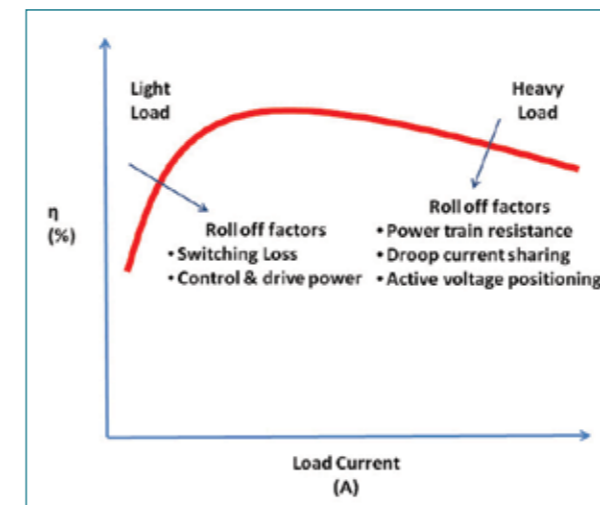 Light
Load
Heavy
Load
η
(%)
Roll off factors
• Switching Loss
• Control & drive power
Roll off factors
• Power train resistance
• Droop current sharing
• Active voltage positioning
Load Current
(A)